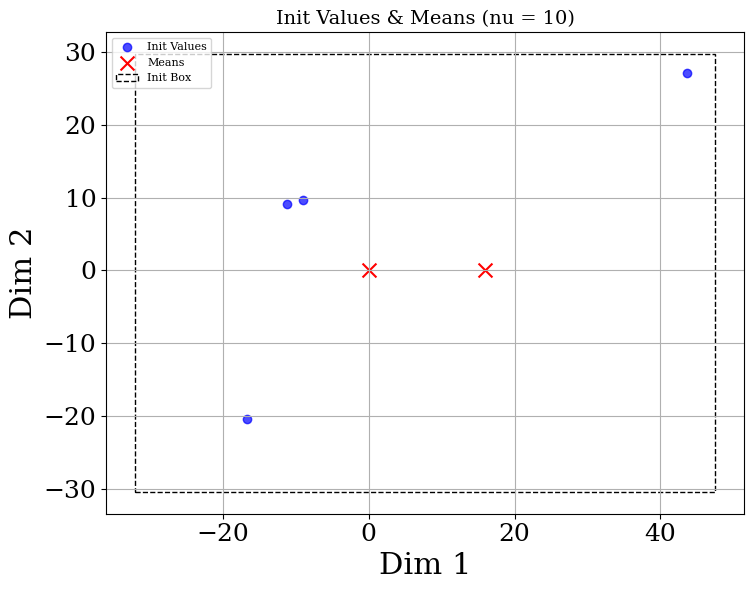 Init Values & Means (nu = 10)
Init Values
Means
Init Box
30
20
10
0
−10
−20
−30
Dim 2
−20
0
20
40
Dim 1